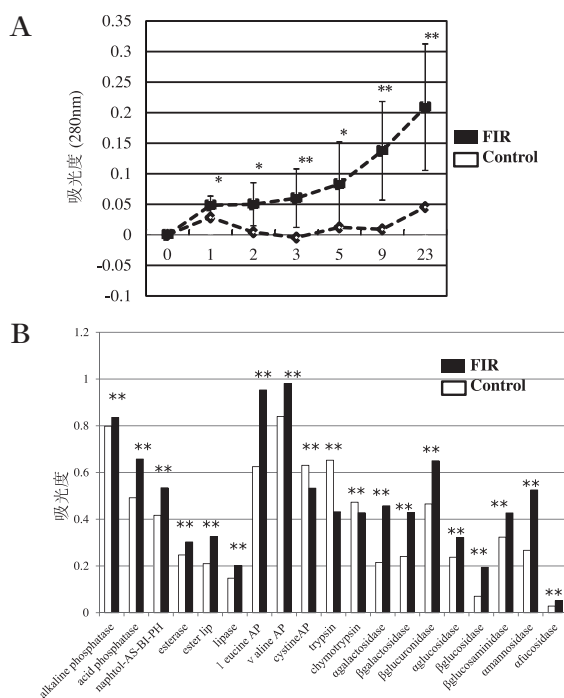 A
0.35
0.3
0.25
0.2
0.15
0.1
0.05
0
-0.05
-0.1
吸光度 (280nm)
*
*
**
*
**
**
0 1 2 3 5 9 23
FIR
Control
B
1.2
1
0.8
0.6
0.4
0.2
0
吸光度
FIR
Control
** ** ** ** ** ** ** ** ** ** ** ** ** ** ** ** ** ** **
alkaline phosphatase
acid phosphatase
naphtol-AS-BI-PH
esterase
ester lip
lipase
l eucine AP
v aline AP
cystineAP
trypsin
chymotrypsin
αgalactosidase
βgalactosidase
βglucuronidase
αglucosidase
βglucosidase
βglucosaminidase
αmannosidase
αfucosidase